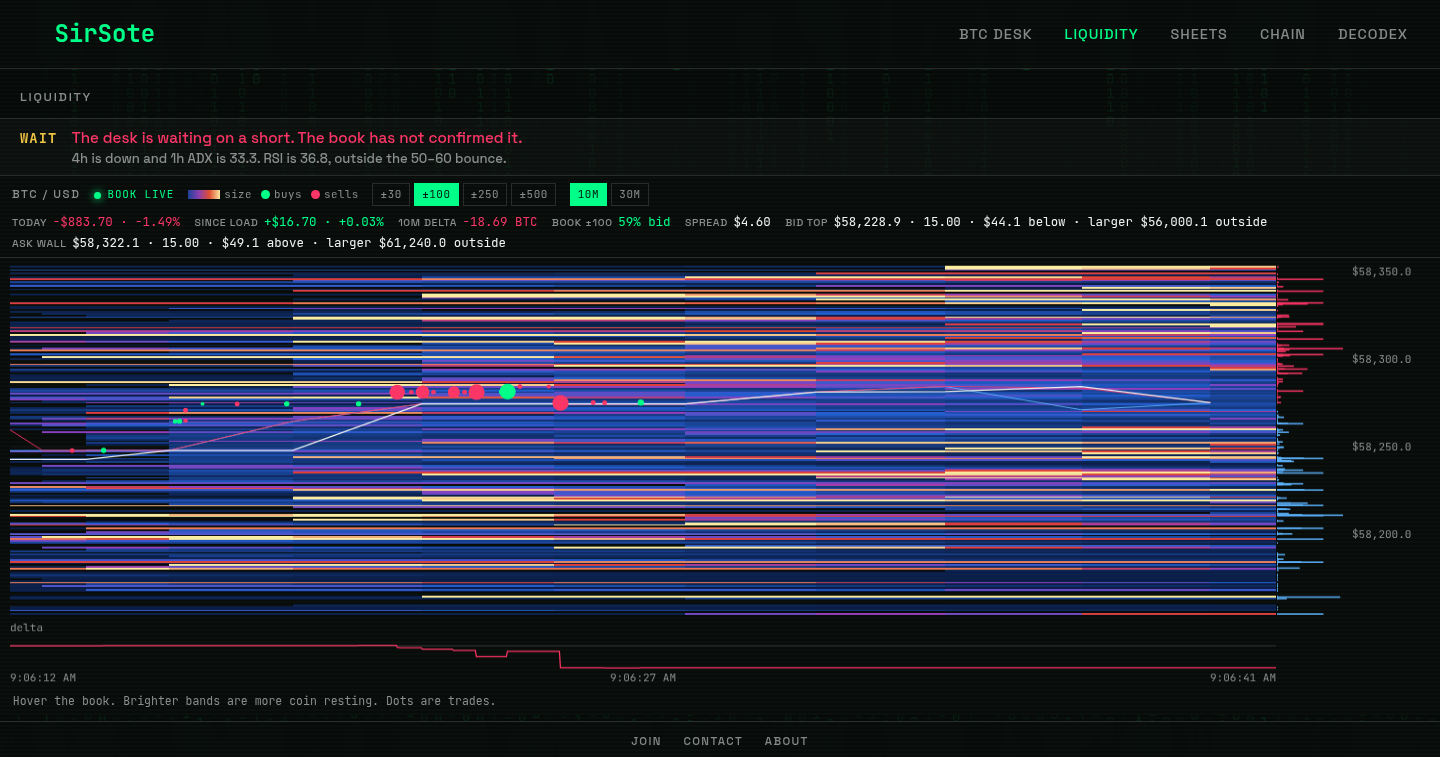 SirSote
BTC DESK LIQUIDITY SHEETS CHAIN DECODEX
LIQUIDITY
WAIT The desk is waiting on a short. The book has not confirmed it.
4h is down and 1h ADX is 33.3. RSI is 36.8, outside the 50–60 bounce.
BTC / USD BOOK LIVE size buys sells ±30 ±100 ±250 ±500 10M 30M
TODAY -$883.70 · -1.49% SINCE LOAD +$16.70 · +0.03% 10M DELTA -18.69 BTC BOOK ±100 59% bid SPREAD $4.60 BID TOP $58,228.9 · 15.00 · $44.1 below · larger $56,000.1 outside
ASK WALL $58,322.1 · 15.00 · $49.1 above · larger $61,240.0 outside
$58,350.0
$58,300.0
$58,250.0
$58,200.0
delta
9:06:12 AM 9:06:27 AM 9:06:41 AM
Hover the book. Brighter bands are more coin resting. Dots are trades.
JOIN CONTACT ABOUT